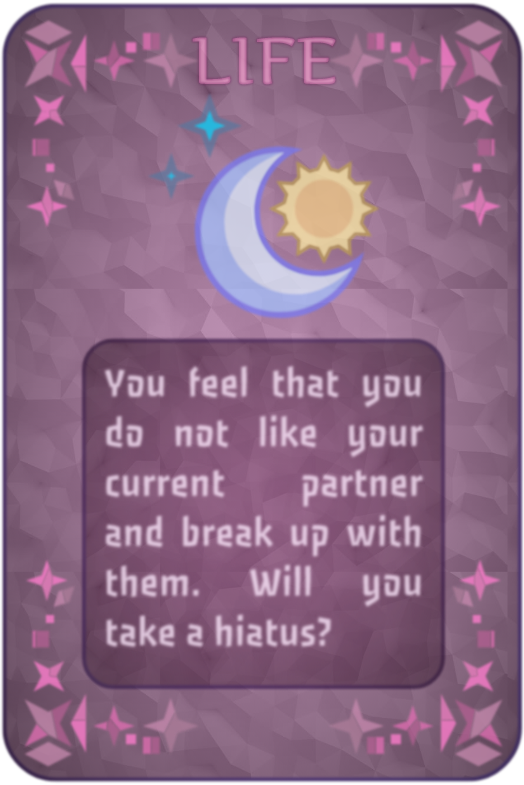 LIFE
You feel that you
do not like your
current partner
and break up with
them. Will you
take a hiatus?